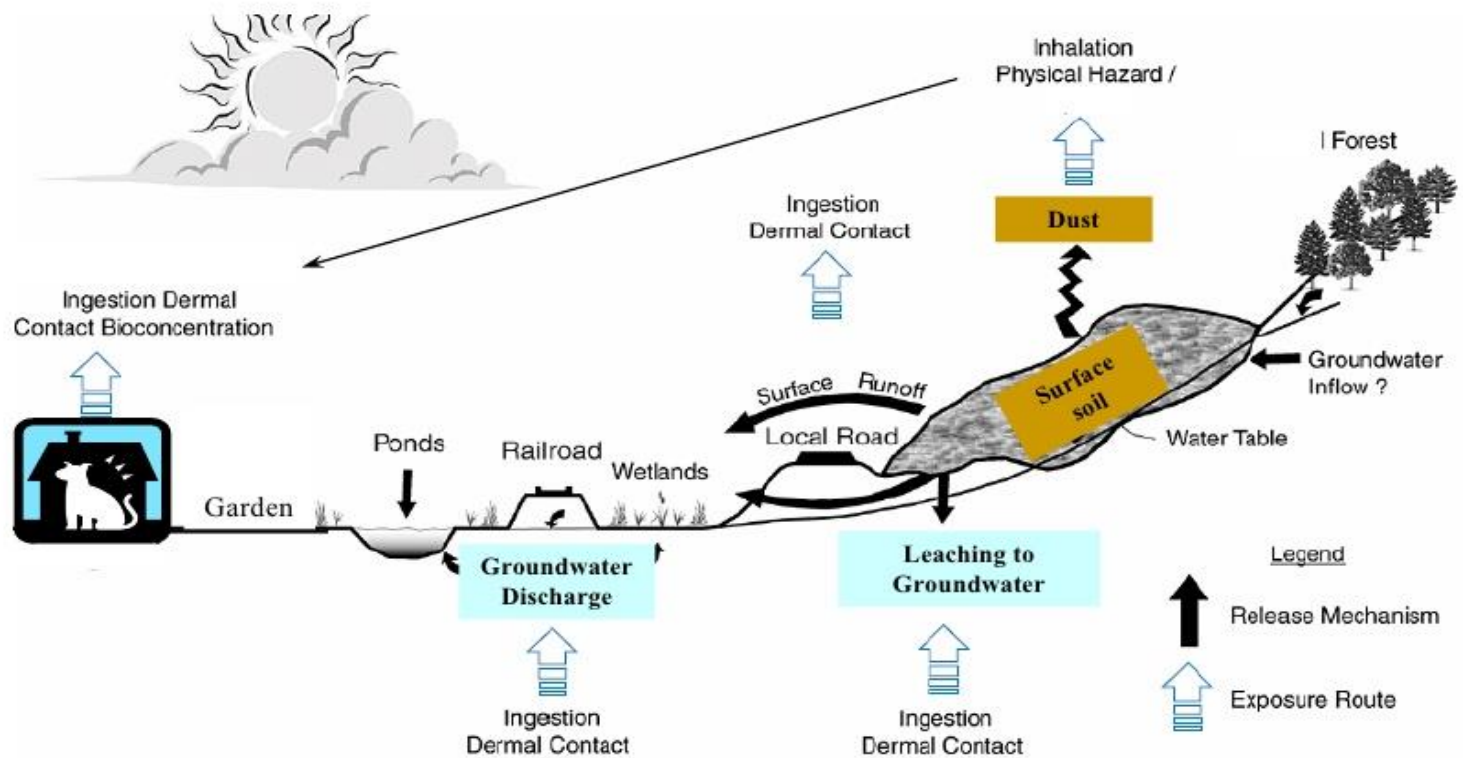 Inhalation
Physical Hazard /
l Forest
Ingestion
Dermal Contact
Dust
Ingestion Dermal
Contact Bioconcentration
Surface Runoff
Surface
soil
Groundwater
Inflow ?
Local Road
Water Table
Ponds
Railroad
Wetlands
Garden
Groundwater
Discharge
Leaching to
Groundwater
Legend
Release Mechanism
Exposure Route
Ingestion
Dermal Contact
Ingestion
Dermal Contact